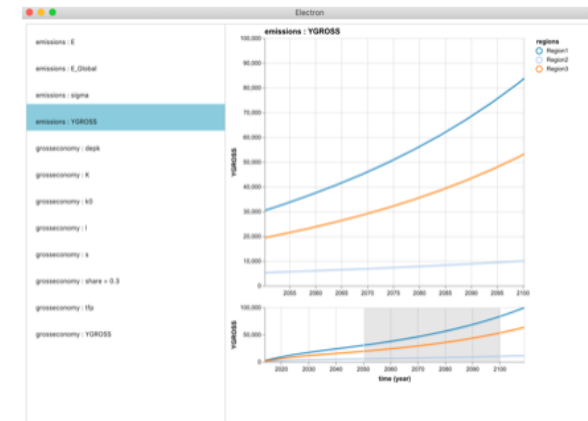 Electron
emissions : E
emissions : E_Global
emissions : sigma
emissions : YGROSS
grosseconomy : depk
grosseconomy : K
grosseconomy : k0
grosseconomy : l
grosseconomy : s
grosseconomy : share = 0.3
grosseconomy : tfp
grosseconomy : YGROSS
emissions : YGROSS
100,000
90,000
80,000
70,000
60,000
50,000
40,000
30,000
20,000
10,000
0
YGROSS
2055 2060 2065 2070 2075 2080 2085 2090 2095 2100
regions
Region1
Region2
Region3
100,000
50,000
0
YGROSS
2020 2030 2040 2050 2060 2070 2080 2090 2100
time (year)